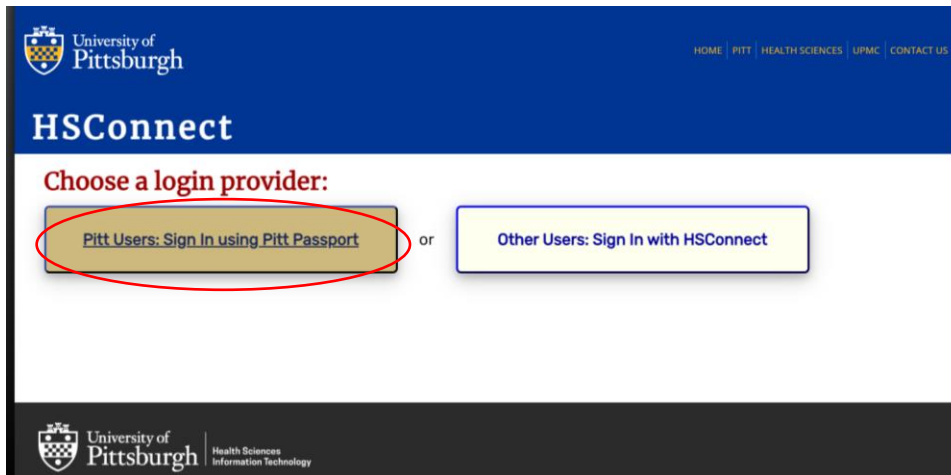 University of
Pittsburgh
HOME | PITT | HEALTH SCIENCES | UPMC | CONTACT US
HSConnect
Choose a login provider:
Pitt Users: Sign In using Pitt Passport or Other Users: Sign In with HSConnect
University of
Pittsburgh
Health Sciences
Information Technology